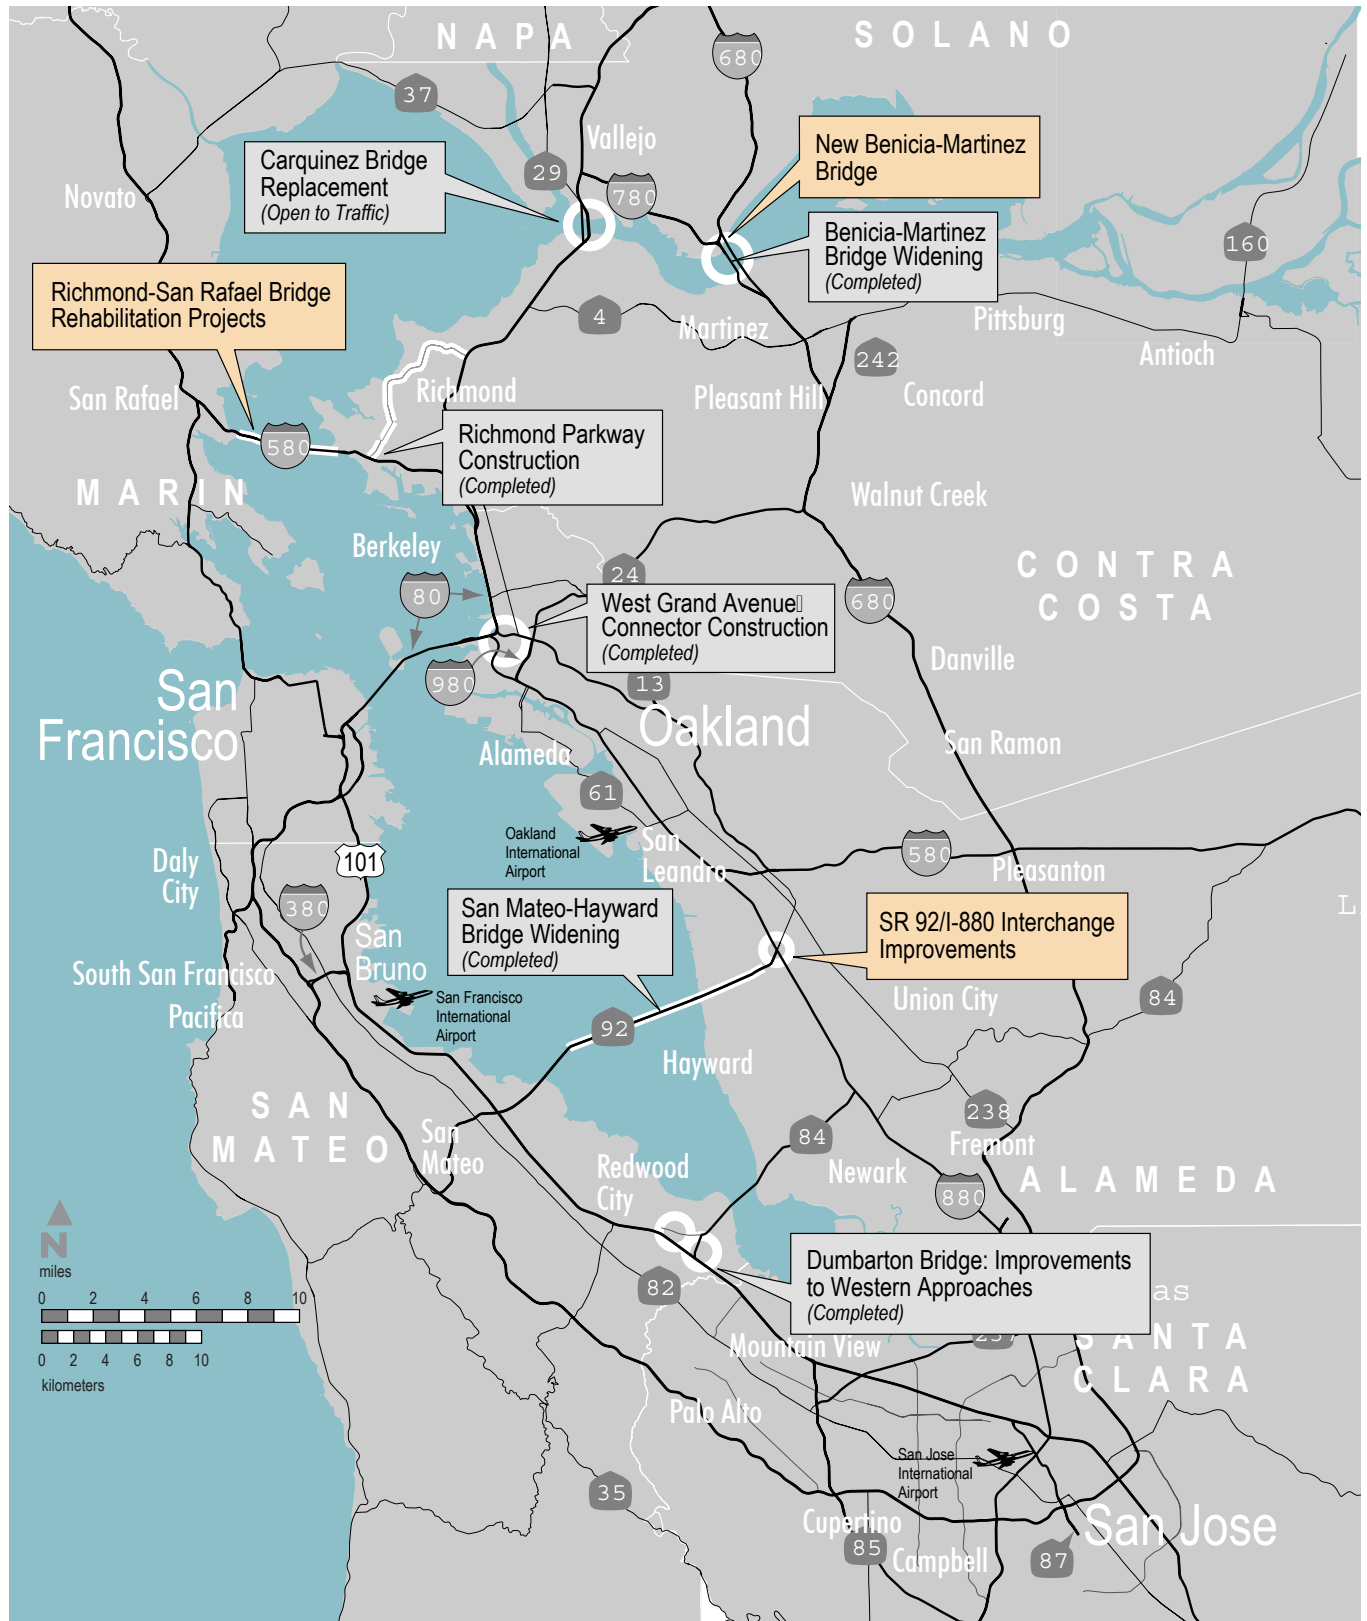 NAPA
SOLANO
680
37
Vallejo
Carquinez Bridge
Replacement
(Open to Traffic)
29
780
New Benicia-Martinez
Bridge
Novato
Benicia-Martinez
Bridge Widening
(Completed)
160
Richmond-San Rafael Bridge
Rehabilitation Projects
4
Martinez
Pittsburg
Antioch
242
San Rafael
Richmond
Pleasant Hill
Concord
580
Richmond Parkway
Construction
(Completed)
MARIN
Walnut Creek
Berkeley
CONTRA
COSTA
24
80
680
West Grand Avenue
Connector Construction
(Completed)
Danville
980
13
San
Francisco
Oakland
Alameda
San Ramon
61
Oakland
International
Airport
San
Leandro
101
Daly
City
580
Pleasanton
380
San Mateo-Hayward
Bridge Widening
(Completed)
SR 92/I-880 Interchange
Improvements
L
San
Bruno
South San Francisco
Pacifica
San Francisco
International
Airport
Union City
84
92
Hayward
SAN
MATEO
San
Mateo
238
Fremont
84
Redwood
City
Newark
880
ALAMEDA
N
miles
0 2 4 6 8 10
0 2 4 6 8 10
kilometers
Dumbarton Bridge: Improvements
to Western Approaches
(Completed)
82
as
237
SANTA
CLARA
Mountain View
Palo Alto
San Jose
International
Airport
35
Cupertino
San Jose
85
Campbell
87